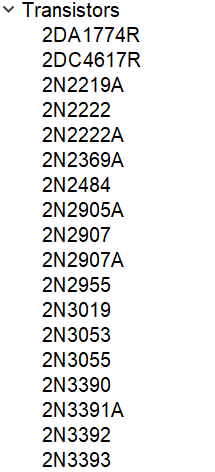 Transistors
2DA1774R
2DC4617R
2N2219A
2N2222
2N2222A
2N2369A
2N2484
2N2905A
2N2907
2N2907A
2N2955
2N3019
2N3053
2N3055
2N3390
2N3391A
2N3392
2N3393